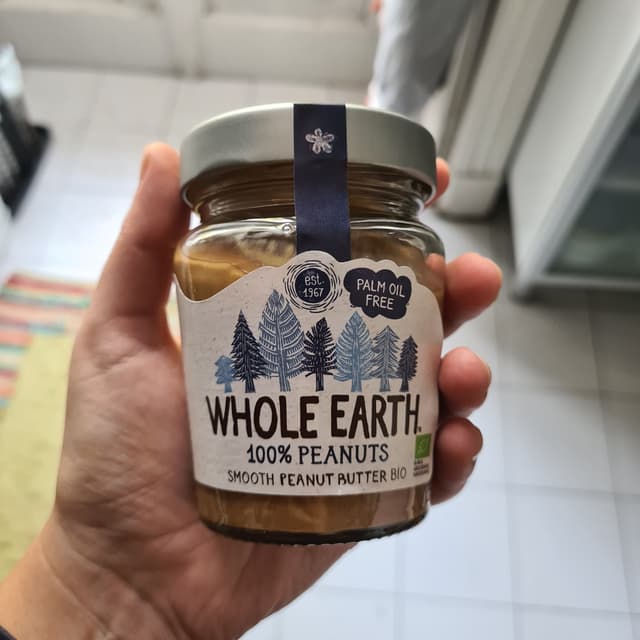 est.
1967
PALM OIL
FREE
WHOLE EARTH
100% PEANUTS
SMOOTH PEANUT BUTTER BIO